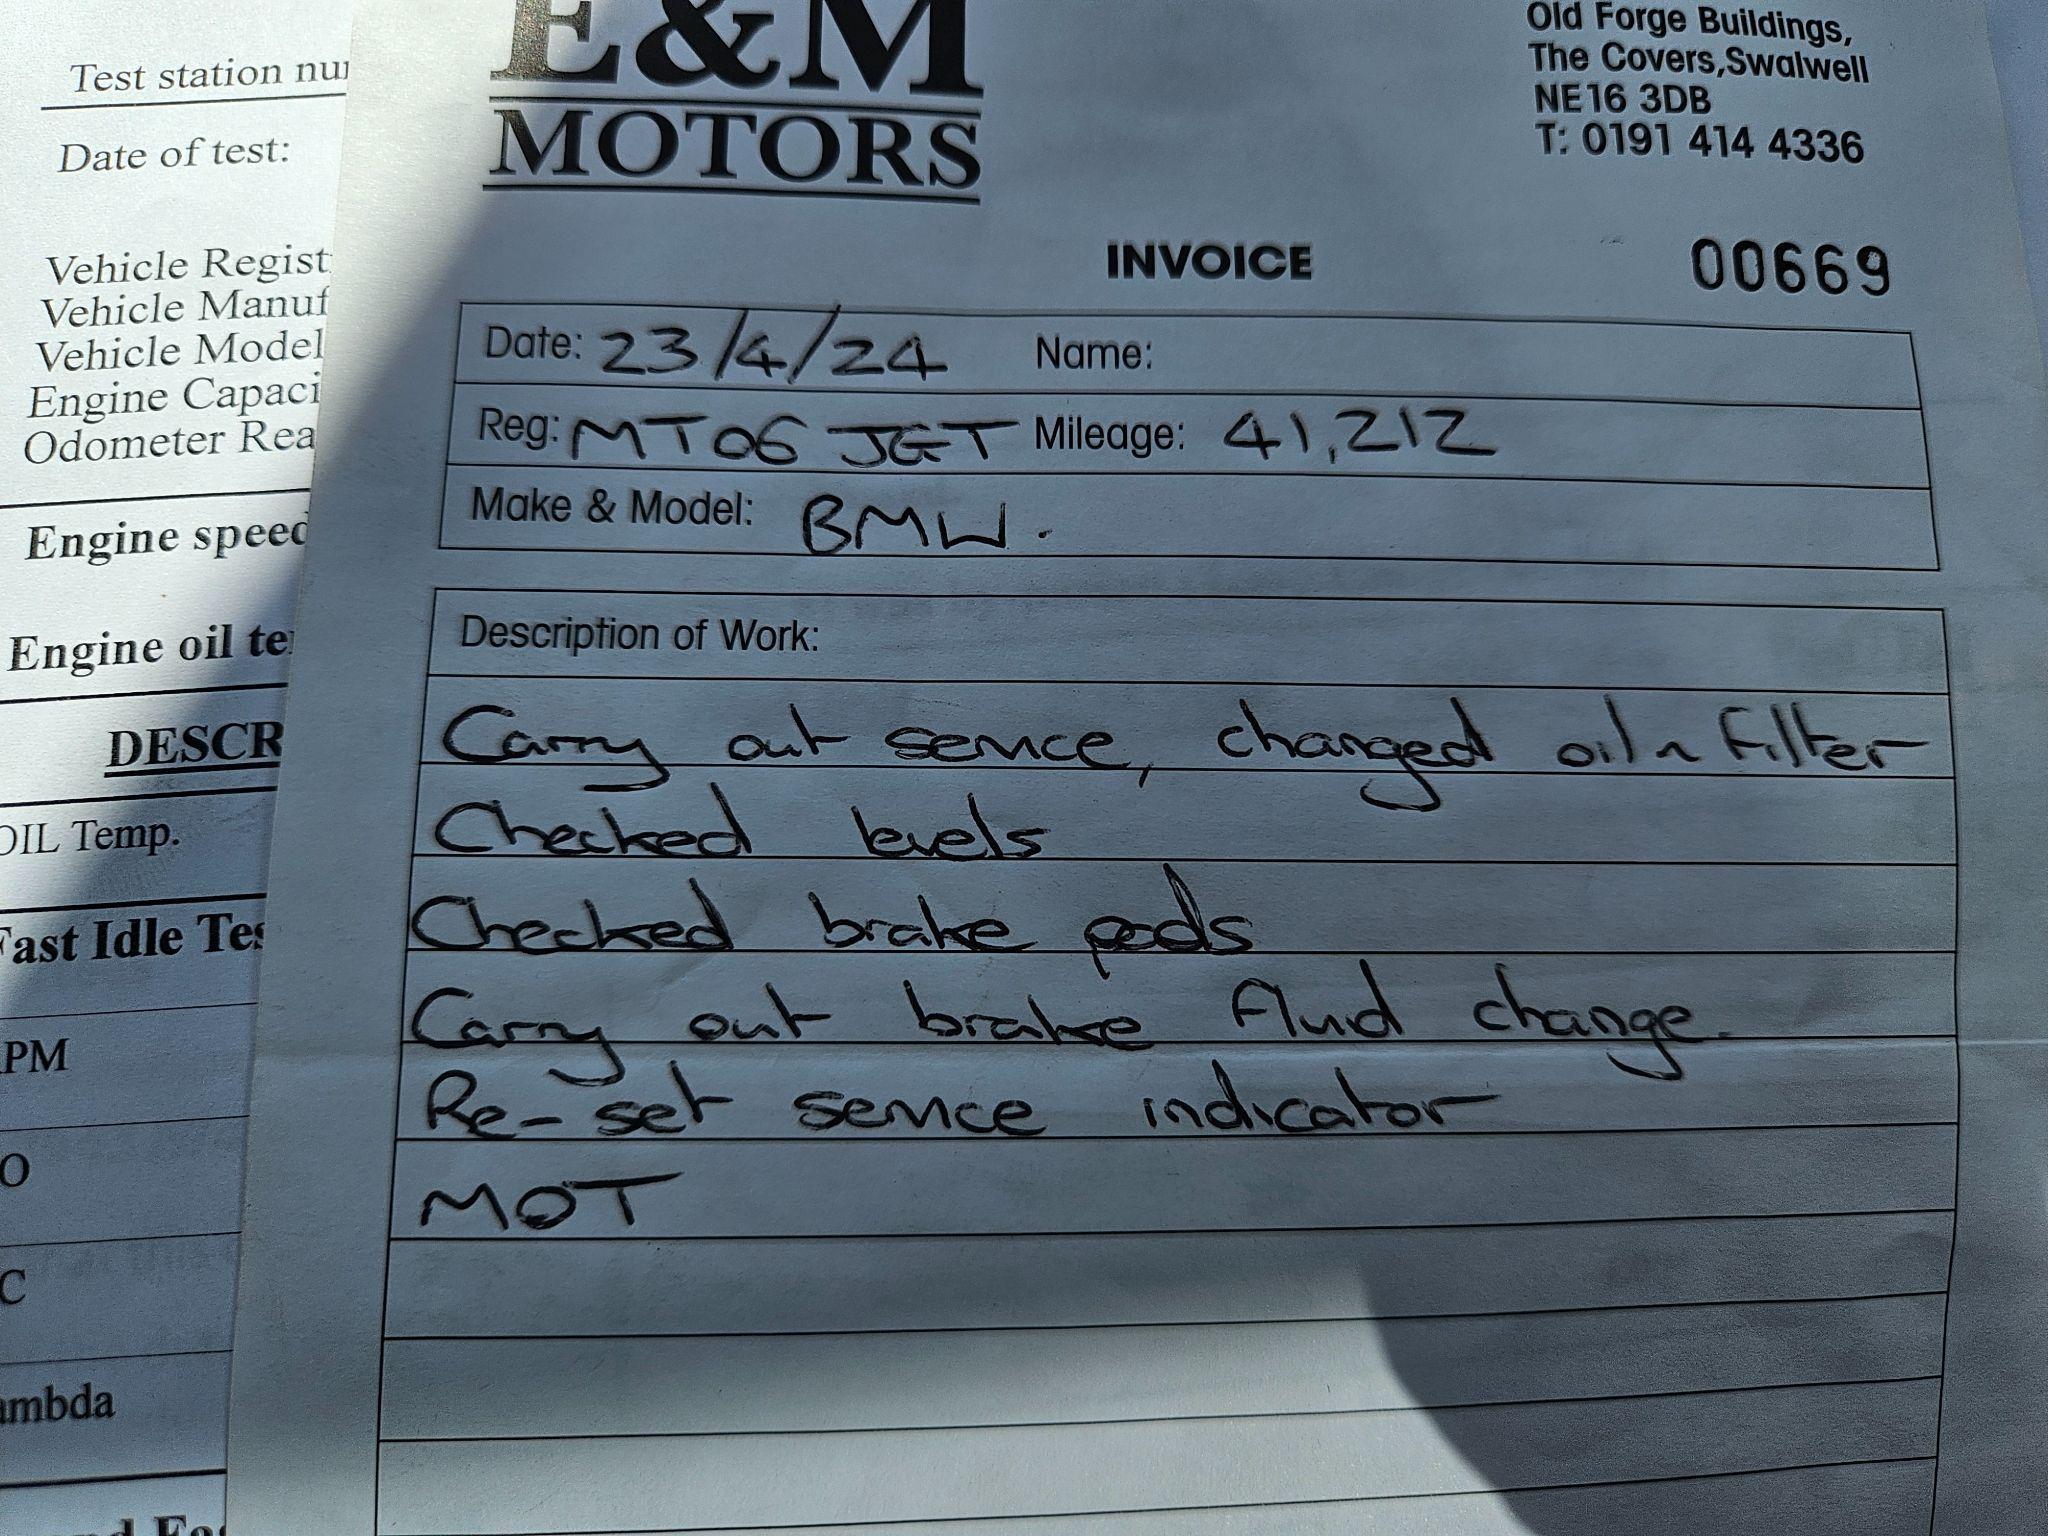 Test station nu
Date of test:
Vehicle Regist
Vehicle Manuf
Vehicle Model
Engine Capaci
Odometer Rea
Engine speed
Engine oil te
DESCR
OIL Temp.
Fast Idle Tes
PM
O
C
ambda
E&M
MOTORS
Old Forge Buildings,
The Covers,Swalwell
NE16 3DB
T: 0191 414 4336
INVOICE
00669
Date: 23/4/24 Name:
Reg: MT06 JGT Mileage: 41,212
Make & Model: BMW.
Description of Work:
Carry out service, changed oil n filter
Checked levels
Checked brake pads
Carry out brake fluid change.
Re-set service indicator
MOT